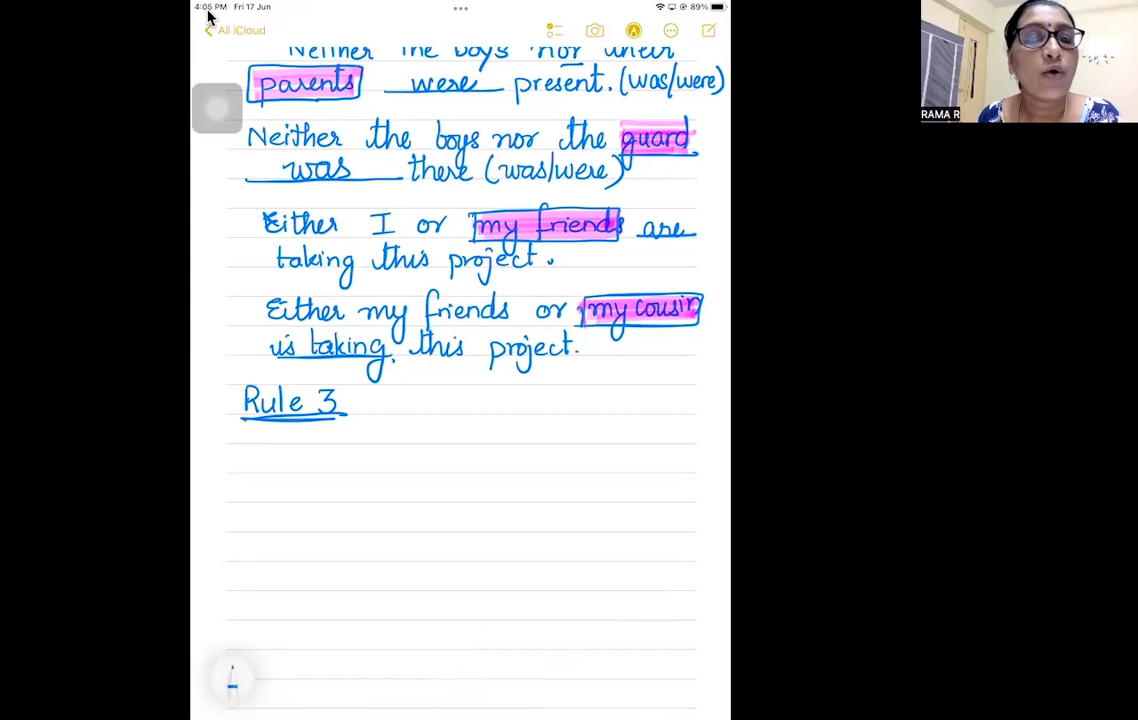 4:05 PM Fri 17 Jun
89%
All iCloud
Neither the boys nor their
parents were present. (was/were)
Neither the boys nor the guard
was there (was/were)
Either I or my friends are
taking this project.
Either my friends or my cousin
is taking this project.
Rule 3
RAMA R